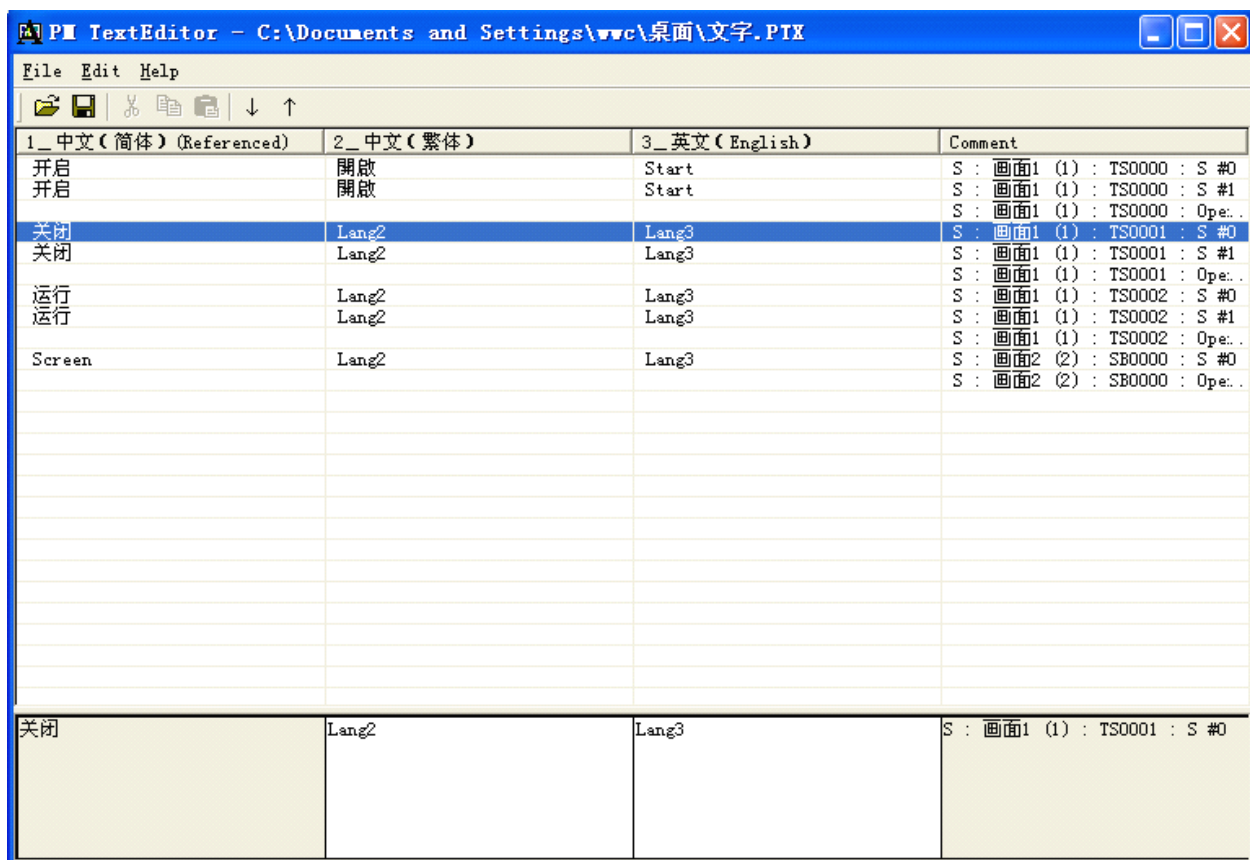 PM TextEditor - C:\Documents and Settings\wwc\桌面\文字.PTX
File Edit Help
1_中文(简体)(Referenced) 2_中文(繁体) 3_英文(English) Comment
开启 開啟 Start S : 画面1 (1) : TS0000 : S #0
开启 開啟 Start S : 画面1 (1) : TS0000 : S #1
S : 画面1 (1) : TS0000 : Ope...
关闭 Lang2 Lang3 S : 画面1 (1) : TS0001 : S #0
关闭 Lang2 Lang3 S : 画面1 (1) : TS0001 : S #1
S : 画面1 (1) : TS0001 : Ope...
运行 Lang2 Lang3 S : 画面1 (1) : TS0002 : S #0
运行 Lang2 Lang3 S : 画面1 (1) : TS0002 : S #1
S : 画面1 (1) : TS0002 : Ope...
Screen Lang2 Lang3 S : 画面2 (2) : SB0000 : S #0
S : 画面2 (2) : SB0000 : Ope...
关闭 Lang2 Lang3 S : 画面1 (1) : TS0001 : S #0